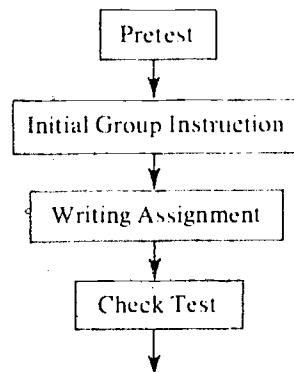 Pretest
Initial Group Instruction
Writing Assignment
Check Test